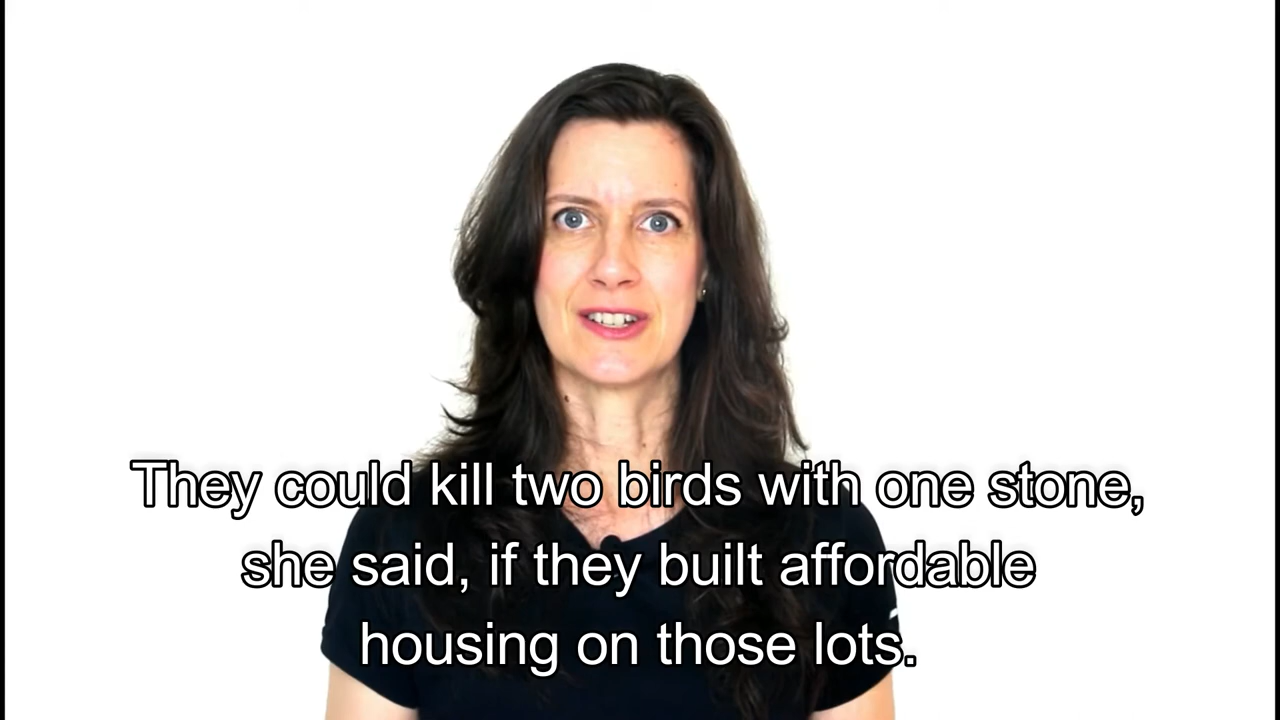 They could kill two birds with one stone,
she said, if they built affordable
housing on those lots.